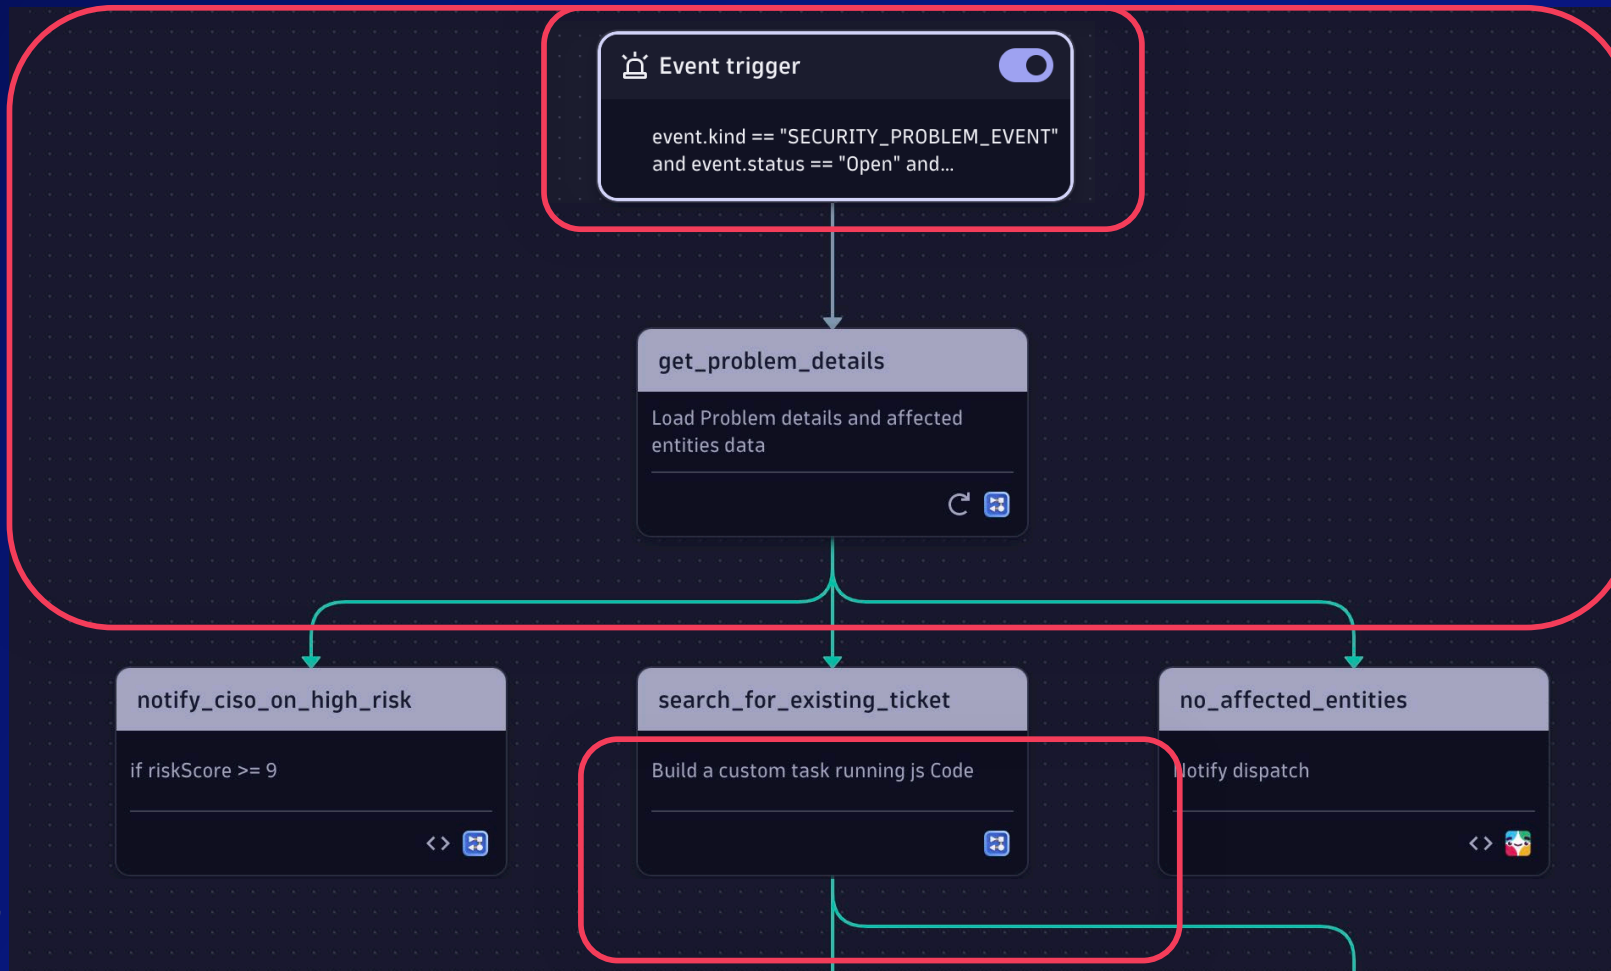 Event trigger
event.kind == "SECURITY_PROBLEM_EVENT"
and event.status == "Open" and...
get_problem_details
Load Problem details and affected
entities data
notify_ciso_on_high_risk
if riskScore >= 9
search_for_existing_ticket
Build a custom task running js Code
no_affected_entities
Notify dispatch